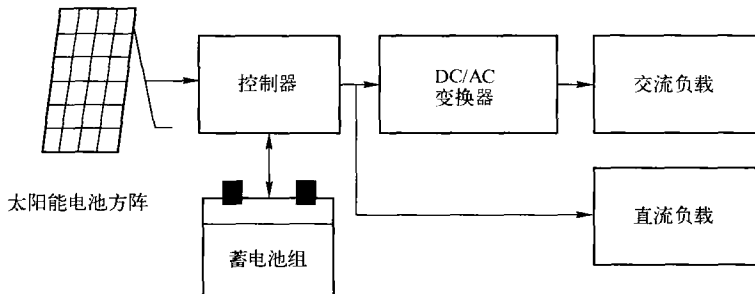 控制器
DC/AC
变换器
交流负载
太阳能电池方阵
蓄电池组
直流负载